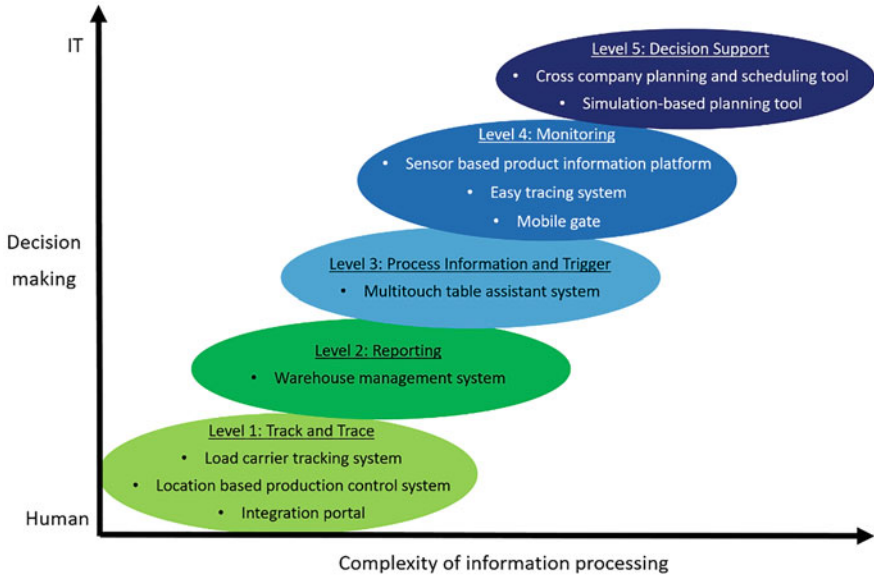 IT
Level 5: Decision Support
• Cross company planning and scheduling tool
• Simulation-based planning tool
Level 4: Monitoring
• Sensor based product information platform
• Easy tracing system
• Mobile gate
Decision
making
Level 3: Process Information and Trigger
• Multitouch table assistant system
Level 2: Reporting
• Warehouse management system
Level 1: Track and Trace
• Load carrier tracking system
• Location based production control system
• Integration portal
Human
Complexity of information processing